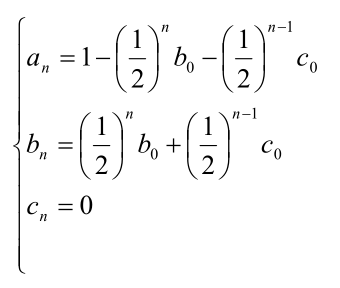 a_n = 1 − (1/2)^n b_0 − (1/2)^{n−1} c_0
b_n = (1/2)^n b_0 + (1/2)^{n−1} c_0
c_n = 0